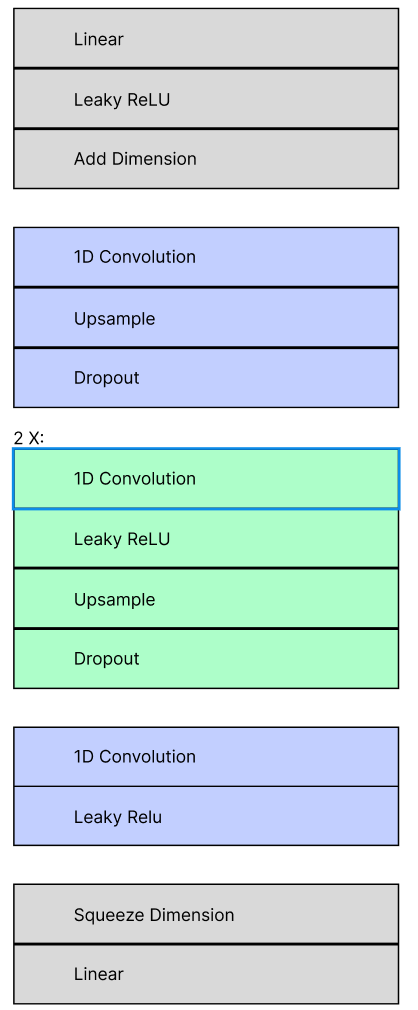 Linear
Leaky ReLU
Add Dimension
1D Convolution
Upsample
Dropout
2 X:
1D Convolution
Leaky ReLU
Upsample
Dropout
1D Convolution
Leaky Relu
Squeeze Dimension
Linear